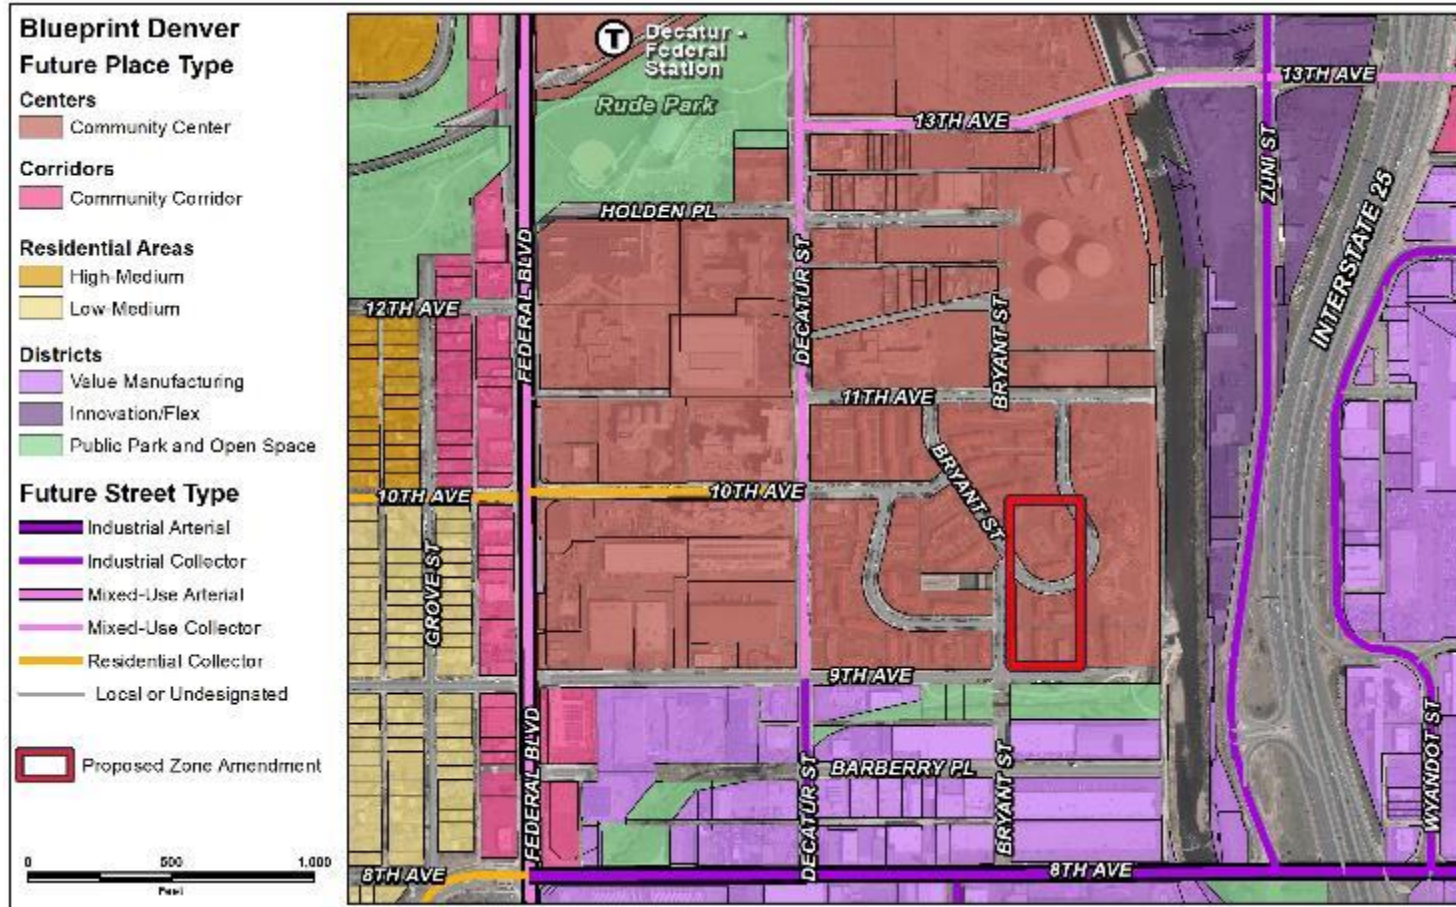 Blueprint Denver
Future Place Type
Centers
Community Center
Corridors
Community Corridor
Residential Areas
High-Medium
Low-Medium
Districts
Value Manufacturing
Innovation/Flex
Public Park and Open Space
Future Street Type
Industrial Arterial
Industrial Collector
Mixed-Use Arterial
Mixed-Use Collector
Residential Collector
Local or Undesignated
Proposed Zone Amendment
0 500 1,000
Feet
T
Decatur -
Federal
Station
Rude Park
13TH AVE
13TH AVE
ZUNI ST
INTERSTATE 25
HOLDEN PL
FEDERAL BLVD
DECATUR ST
12TH AVE
BRYANT ST
11TH AVE
BRYANT ST
10TH AVE
10TH AVE
GROVE ST
9TH AVE
FEDERAL BLVD
DECATUR ST
BARBERRY PL
BRYANT ST
WYANDOT ST
8TH AVE
8TH AVE